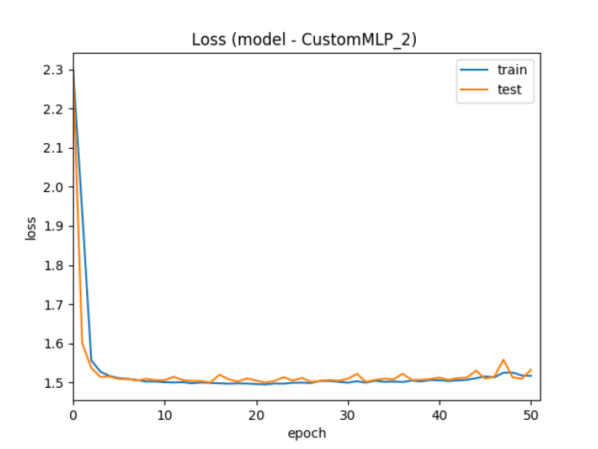 Loss (model - CustomMLP_2)
train
test
2.3
2.2
2.1
2.0
1.9
1.8
1.7
1.6
1.5
loss
0 10 20 30 40 50
epoch